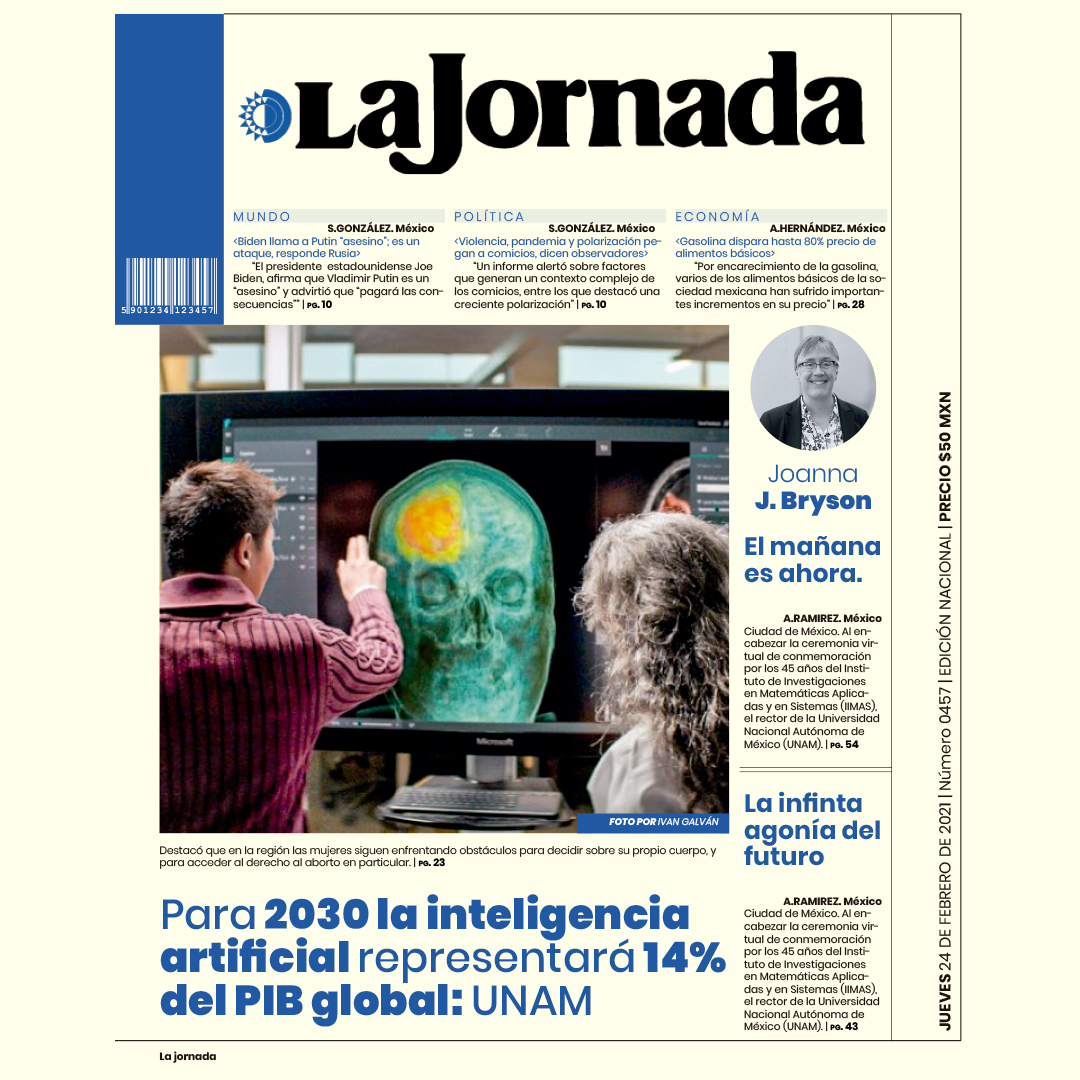 LaJornada
MUNDO
S.GONZÁLEZ. México
<Biden llama a Putin "asesino"; es un
ataque, responde Rusia>
"El presidente estadounidense Joe
Biden, afirma que Vladimir Putin es un
"asesino" y advirtió que "pagará las con-
secuencias"" | PG. 10
POLÍTICA
S.GONZÁLEZ. México
<Violencia, pandemia y polarización pe-
gan a comicios, dicen observadores>
"Un informe alertó sobre factores
que generan un contexto complejo de
los comicios, entre los que destacó una
creciente polarización" | PG. 10
ECONOMÍA
A.HERNÁNDEZ. México
<Gasolina dispara hasta 80% precio de
alimentos básicos>
"Por encarecimiento de la gasolina,
varios de los alimentos básicos de la so-
ciedad mexicana han sufrido importan-
tes incrementos en su precio" | PG. 28
5 901234 123457
Microsoft
FOTO POR IVAN GALVÁN
Destacó que en la región las mujeres siguen enfrentando obstáculos para decidir sobre su propio cuerpo, y
para acceder al derecho al aborto en particular. | PG. 23
Para 2030 la inteligencia
artificial representará 14%
del PIB global: UNAM
Joanna
J. Bryson
El mañana
es ahora.
A.RAMIREZ. México
Ciudad de México. Al en-
cabezar la ceremonia vir-
tual de conmemoración
por los 45 años del Insti-
tuto de Investigaciones
en Matemáticas Aplica-
das y en Sistemas (IIMAS),
el rector de la Universidad
Nacional Autónoma de
México (UNAM). | PG. 54
La infinta
agonía del
futuro
A.RAMIREZ. México
Ciudad de México. Al en-
cabezar la ceremonia vir-
tual de conmemoración
por los 45 años del Insti-
tuto de Investigaciones
en Matemáticas Aplica-
das y en Sistemas (IIMAS),
el rector de la Universidad
Nacional Autónoma de
México (UNAM). | PG. 43
JUEVES 24 DE FEBRERO DE 2021 | Número 0457 | EDICIÓN NACIONAL | PRECIO $50 MXN
La jornada